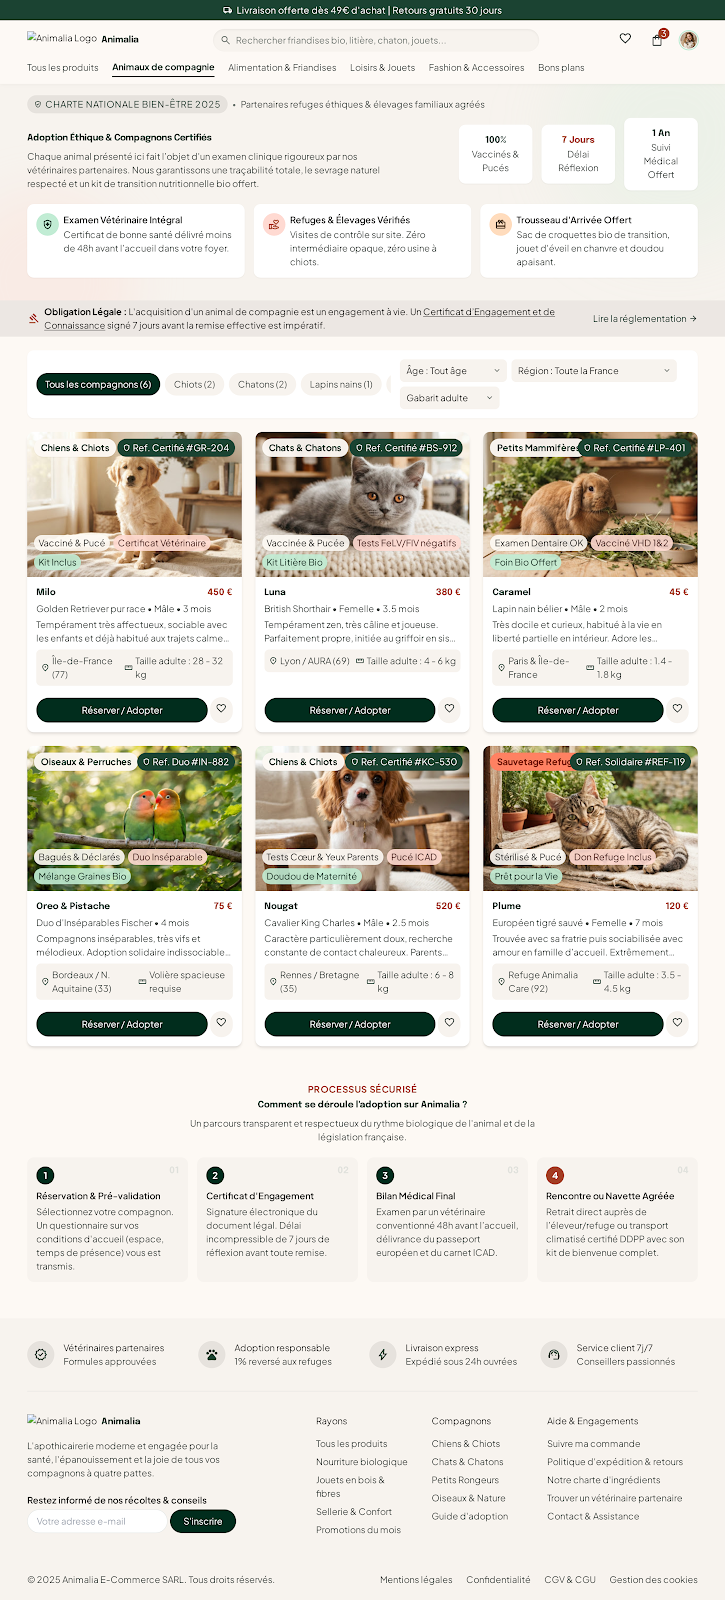 Livraison offerte dès 49€ d'achat | Retours gratuits 30 jours
Animalia Logo Animalia
Rechercher friandises bio, litière, chaton, jouets...
3
Tous les produits Animaux de compagnie Alimentation & Friandises Loisirs & Jouets Fashion & Accessoires Bons plans
CHARTE NATIONALE BIEN-ÊTRE 2025 • Partenaires refuges éthiques & élevages familiaux agréés
Adoption Éthique & Compagnons Certifiés
Chaque animal présenté ici fait l'objet d'un examen clinique rigoureux par nos
vétérinaires partenaires. Nous garantissons une traçabilité totale, le sevrage naturel
respecté et un kit de transition nutritionnelle bio offert.
100%
Vaccinés &
Pucés
7 Jours
Délai
Réflexion
1 An
Suivi
Médical
Offert
Examen Vétérinaire Intégral
Certificat de bonne santé délivré moins
de 48h avant l'accueil dans votre foyer.
Refuges & Élevages Vérifiés
Visites de contrôle sur site. Zéro
intermédiaire opaque, zéro usine à
chiots.
Trousseau d'Arrivée Offert
Sac de croquettes bio de transition,
jouet d'éveil en chanvre et doudou
apaisant.
Obligation Légale : L'acquisition d'un animal de compagnie est un engagement à vie. Un Certificat d'Engagement et de
Connaissance signé 7 jours avant la remise effective est impératif.
Lire la réglementation →
Tous les compagnons (6) Chiots (2) Chatons (2) Lapins nains (1)
Âge : Tout âge Région : Toute la France
Gabarit adulte
Chiens & Chiots Ref. Certifié #GR-204
Vacciné & Pucé Certificat Vétérinaire
Kit Inclus
Milo 450 €
Golden Retriever pur race • Mâle • 3 mois
Tempérament très affectueux, sociable avec
les enfants et déjà habitué aux trajets calme...
Île-de-France
(77)
Taille adulte : 28 - 32
kg
Réserver / Adopter
Chats & Chatons Ref. Certifié #BS-912
Vaccinée & Pucée Tests FeLV/FIV négatifs
Kit Litière Bio
Luna 380 €
British Shorthair • Femelle • 3.5 mois
Tempérament zen, très câline et joueuse.
Parfaitement propre, initiée au griffoir en sis...
Lyon / AURA (69) Taille adulte : 4 - 6 kg
Réserver / Adopter
Petits Mammifères Ref. Certifié #LP-401
Examen Dentaire OK Vacciné VHD 1&2
Foin Bio Offert
Caramel 45 €
Lapin nain bélier • Mâle • 2 mois
Très docile et curieux, habitué à la vie en
liberté partielle en intérieur. Adore les...
Paris & Île-de-
France
Taille adulte : 1.4 -
1.8 kg
Réserver / Adopter
Oiseaux & Perruches Ref. Duo #IN-882
Bagués & Déclarés Duo Inséparable
Mélange Graines Bio
Oreo & Pistache 75 €
Duo d'Inséparables Fischer • 4 mois
Compagnons inséparables, très vifs et
mélodieux. Adoption solidaire indissociable...
Bordeaux / N.
Aquitaine (33)
Volière spacieuse
requise
Réserver / Adopter
Chiens & Chiots Ref. Certifié #KC-530
Tests Cœur & Yeux Parents Pucé ICAD
Doudou de Maternité
Nougat 520 €
Cavalier King Charles • Mâle • 2.5 mois
Caractère particulièrement doux, recherche
constante de contact chaleureux. Parents...
Rennes / Bretagne
(35)
Taille adulte : 6 - 8
kg
Réserver / Adopter
Sauvetage Refug Ref. Solidaire #REF-119
Stérilisé & Pucé Don Refuge Inclus
Prêt pour la Vie
Plume 120 €
Européen tigré sauvé • Femelle • 7 mois
Trouvée avec sa fratrie puis sociabilisée avec
amour en famille d'accueil. Extrêmement...
Refuge Animalia
Care (92)
Taille adulte : 3.5 -
4.5 kg
Réserver / Adopter
PROCESSUS SÉCURISÉ
Comment se déroule l'adoption sur Animalia ?
Un parcours transparent et respectueux du rythme biologique de l'animal et de la
législation française.
1 01
Réservation & Pré-validation
Sélectionnez votre compagnon.
Un questionnaire sur vos
conditions d'accueil (espace,
temps de présence) vous est
transmis.
2 02
Certificat d'Engagement
Signature électronique du
document légal. Délai
incompressible de 7 jours de
réflexion avant toute remise.
3 03
Bilan Médical Final
Examen par un vétérinaire
conventionné 48h avant l'accueil,
délivrance du passeport
européen et du carnet ICAD.
4 04
Rencontre ou Navette Agréée
Retrait direct auprès de
l'éleveur/refuge ou transport
climatisé certifié DDPP avec son
kit de bienvenue complet.
Vétérinaires partenaires
Formules approuvées
Adoption responsable
1% reversé aux refuges
Livraison express
Expédié sous 24h ouvrées
Service client 7j/7
Conseillers passionnés
Animalia Logo Animalia
L'apothicairerie moderne et engagée pour la
santé, l'épanouissement et la joie de tous vos
compagnons à quatre pattes.
Restez informé de nos récoltes & conseils
Votre adresse e-mail S'inscrire
Rayons
Tous les produits
Nourriture biologique
Jouets en bois &
fibres
Sellerie & Confort
Promotions du mois
Compagnons
Chiens & Chiots
Chats & Chatons
Petits Rongeurs
Oiseaux & Nature
Guide d'adoption
Aide & Engagements
Suivre ma commande
Politique d'expédition & retours
Notre charte d'ingrédients
Trouver un vétérinaire partenaire
Contact & Assistance
© 2025 Animalia E-Commerce SARL. Tous droits réservés.
Mentions légales Confidentialité CGV & CGU Gestion des cookies